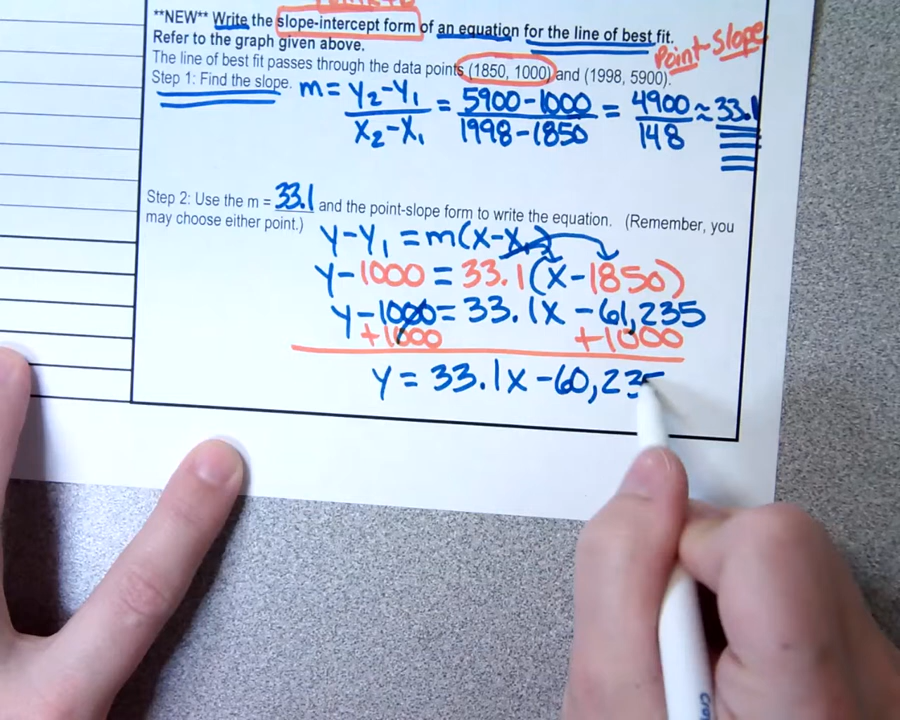 **NEW** Write the slope-intercept form of an equation for the line of best fit.
Refer to the graph given above.
Point-Slope
The line of best fit passes through the data points (1850, 1000) and (1998, 5900).
Step 1: Find the slope. m = y₂-y₁ / x₂-x₁ = 5900-1000 / 1998-1850 = 4900 / 148 ≈ 33.1
Step 2: Use the m = 33.1 and the point-slope form to write the equation. (Remember, you
may choose either point.)
y-y₁ = m(x-x₁)
y-1000 = 33.1(x-1850)
y-1000 = 33.1x -61,235
+1000 +1000
y = 33.1x -60,235